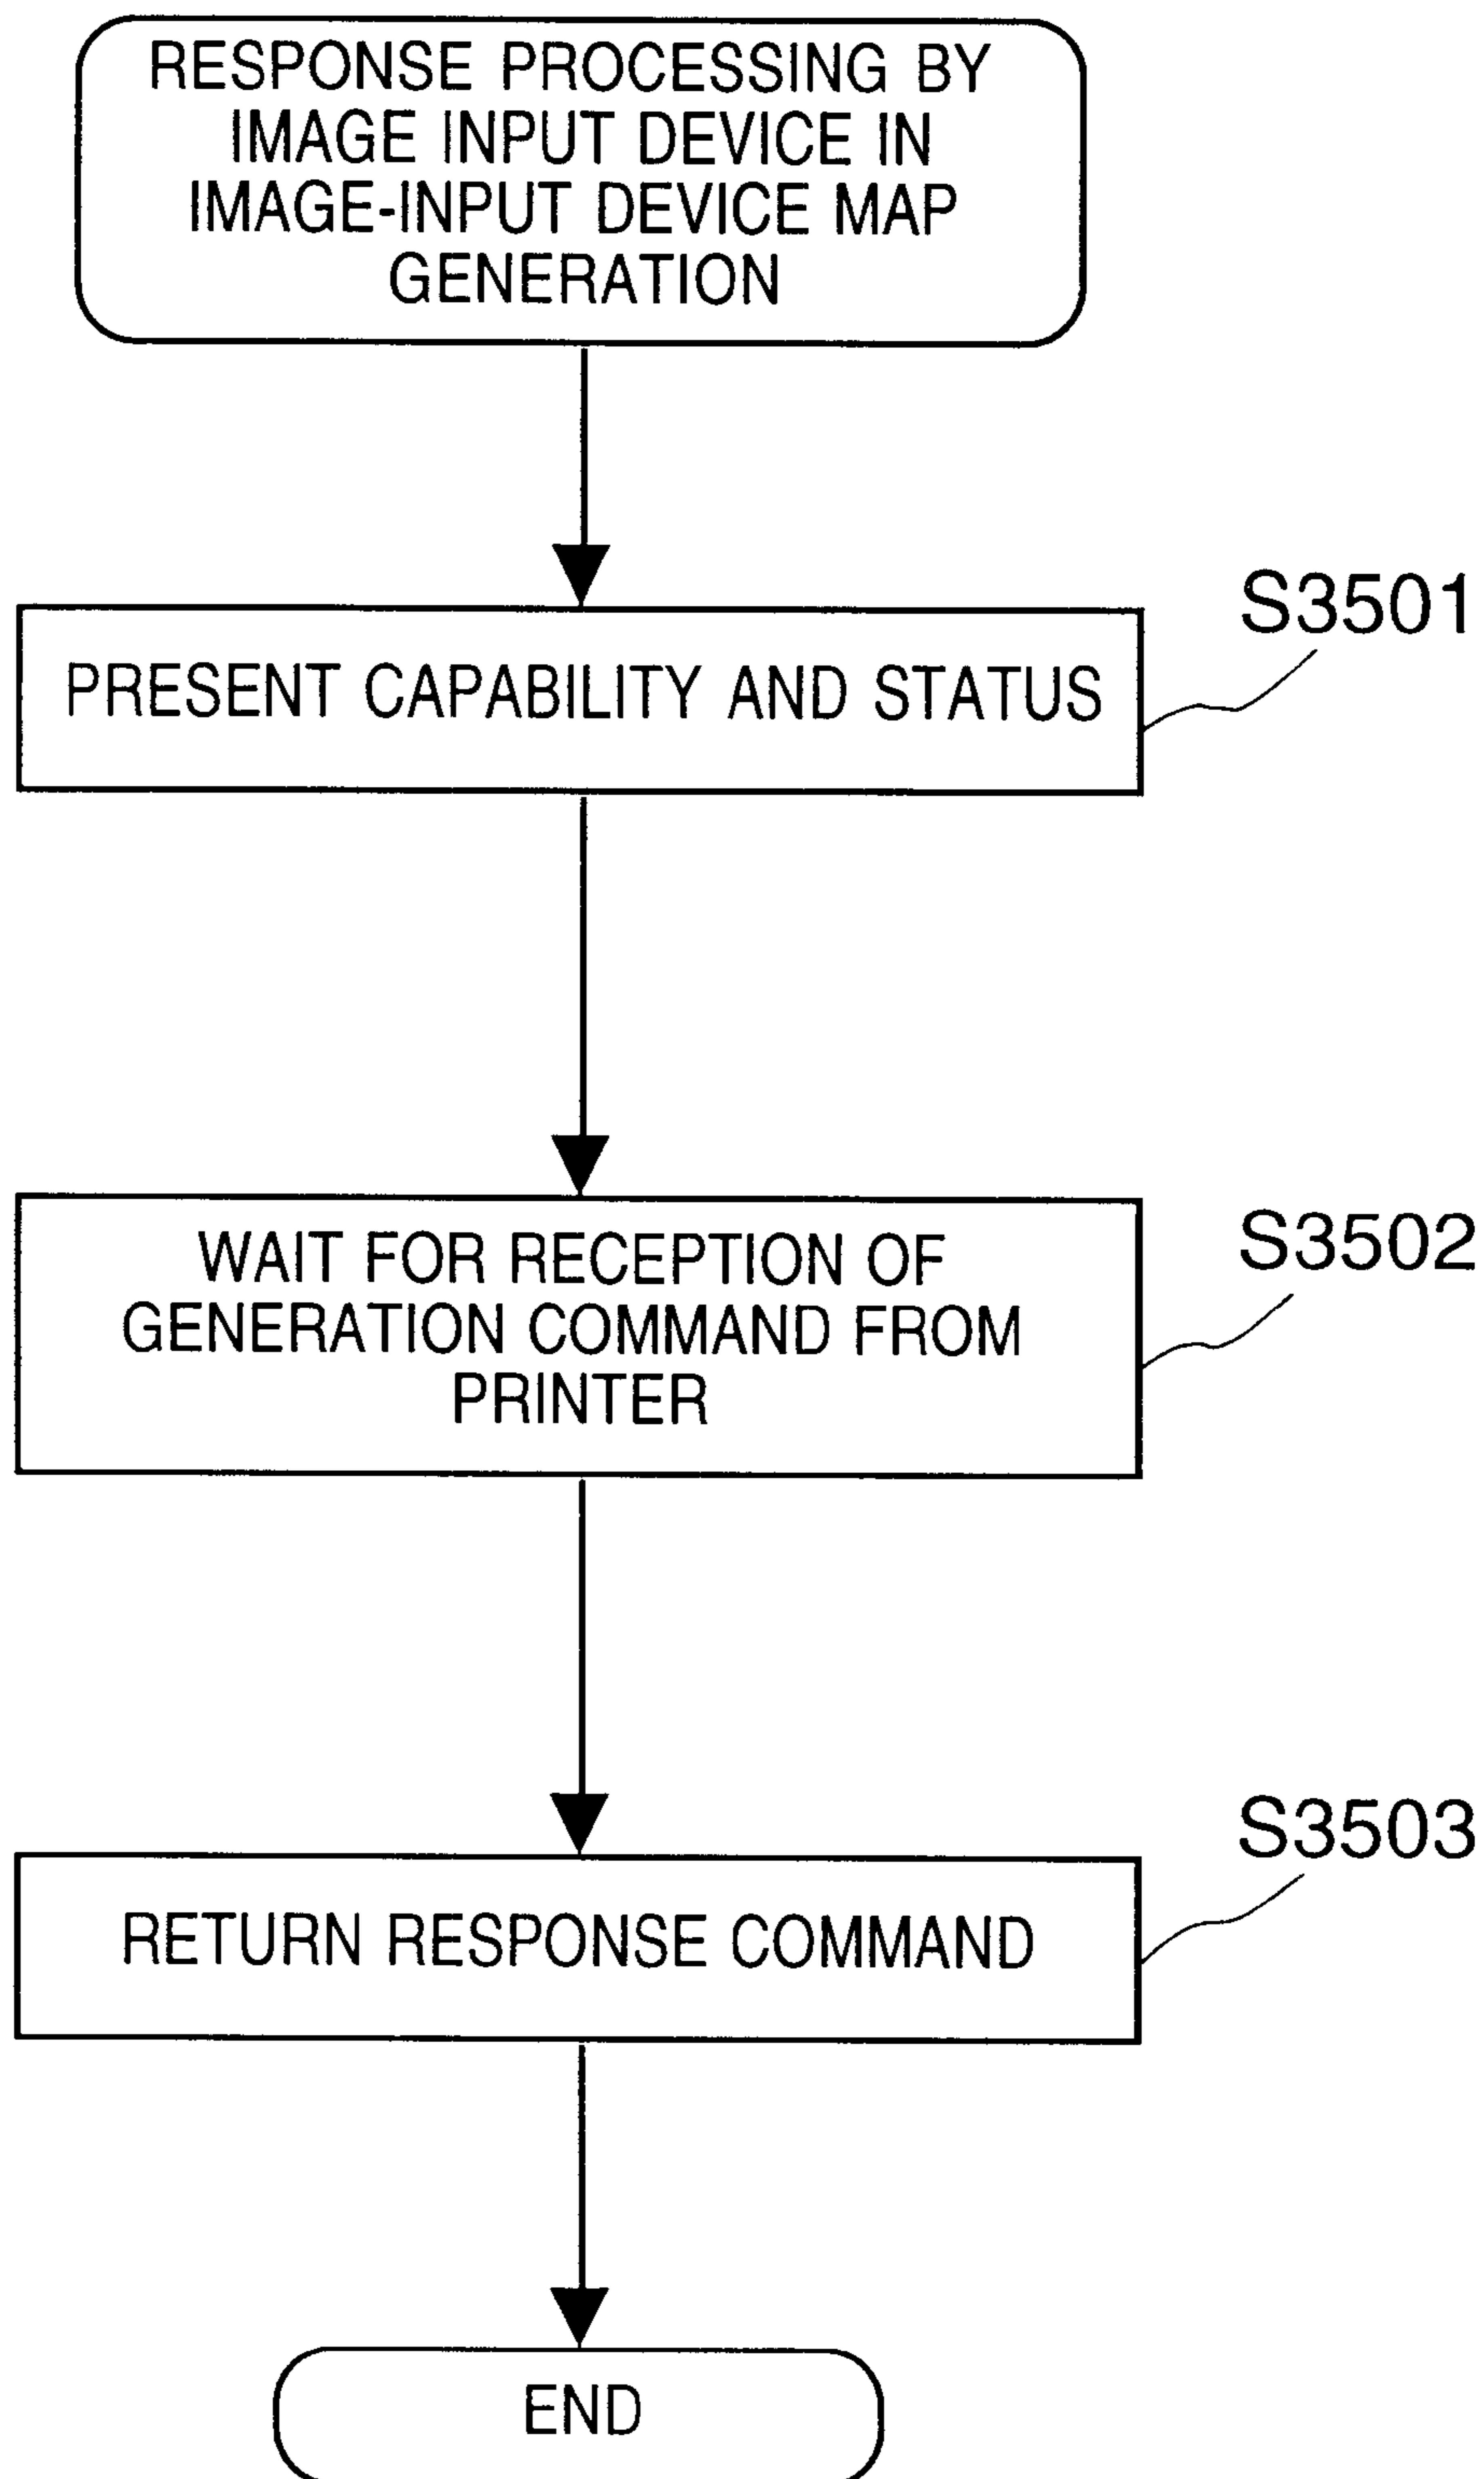 RESPONSE PROCESSING BY
IMAGE INPUT DEVICE IN
IMAGE-INPUT DEVICE MAP
GENERATION
S3501
PRESENT CAPABILITY AND STATUS
S3502
WAIT FOR RECEPTION OF
GENERATION COMMAND FROM
PRINTER
S3503
RETURN RESPONSE COMMAND
END